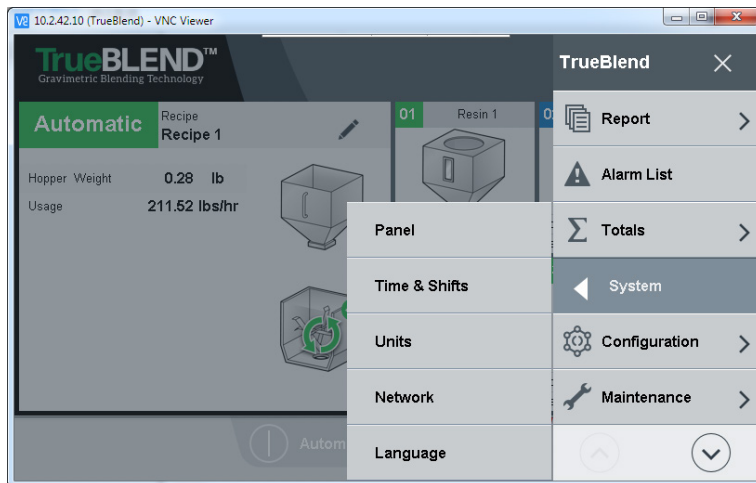 10.2.42.10 (TrueBlend) - VNC Viewer
TrueBLEND™
Gravimetric Blending Technology
Automatic
Recipe
Recipe 1
Hopper Weight 0.28 lb
Usage 211.52 lbs/hr
01 Resin 1
Panel
Time & Shifts
Units
Network
Language
TrueBlend
Report
Alarm List
Totals
System
Configuration
Maintenance